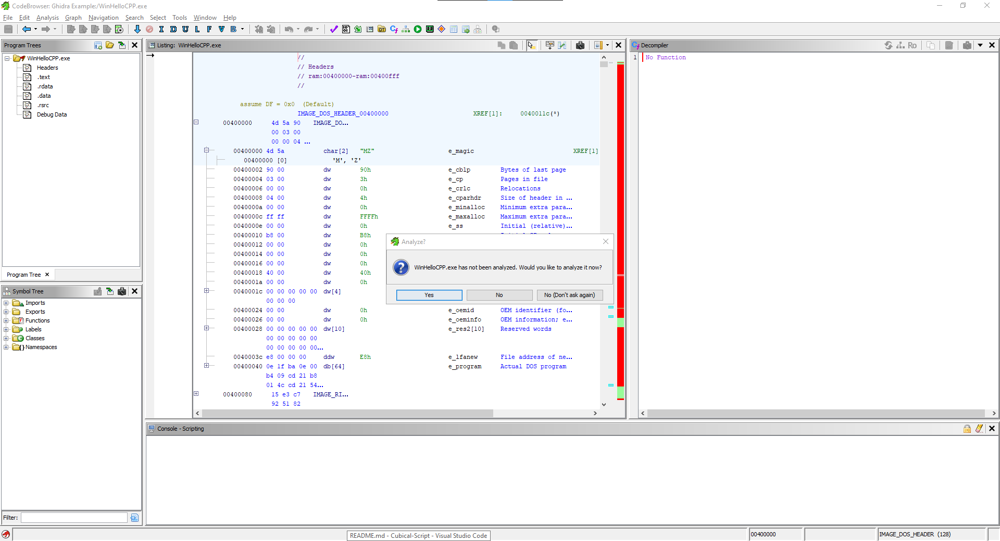 CodeBrowser: Ghidra Example:/WinHelloCPP.exe
File Edit Analysis Graph Navigation Search Select Tools Window Help
I D U L F V B
Program Trees
WinHelloCPP.exe
Headers
.text
.rdata
.data
.rsrc
Debug Data
Program Tree
Symbol Tree
Imports
Exports
Functions
Labels
Classes
Namespaces
Filter:
Listing: WinHelloCPP.exe
//
// Headers
// ram:00400000-ram:00400fff
//
assume DF = 0x0 (Default)
IMAGE_DOS_HEADER_00400000 XREF[1]: 0040011c(*)
00400000 4d 5a 90 IMAGE_DO...
00 03 00
00 00 04 ...
00400000 4d 5a char[2] "MZ" e_magic XREF[1]
00400000 [0] 'M', 'Z'
00400002 90 00 dw 90h e_cblp Bytes of last page
00400004 03 00 dw 3h e_cp Pages in file
00400006 00 00 dw 0h e_crlc Relocations
00400008 04 00 dw 4h e_cparhdr Size of header in ...
0040000a 00 00 dw 0h e_minalloc Minimum extra para...
0040000c ff ff dw FFFFh e_maxalloc Maximum extra para...
0040000e 00 00 dw 0h e_ss Initial (relative)...
00400010 b8 00 dw B8h
00400012 00 00 dw 0h
00400014 00 00 dw 0h
00400016 00 00 dw 0h
00400018 40 00 dw 40h
0040001a 00 00 dw 0h
0040001c 00 00 00 00 00 dw[4]
00 00 00
00400024 00 00 dw 0h e_oemid OEM identifier (fo...
00400026 00 00 dw 0h e_oeminfo OEM information; e...
00400028 00 00 00 00 00 dw[10] e_res2[10] Reserved words
00 00 00 00 00
00 00 00 00 00...
0040003c e8 00 00 00 ddw E8h e_lfanew File address of ne...
00400040 0e 1f ba 0e 00 db[64] e_program Actual DOS program
b4 09 cd 21 b8
01 4c cd 21 54...
00400080 15 e3 c7 IMAGE_RI...
92 51 82
Analyze?
WinHelloCPP.exe has not been analyzed. Would you like to analyze it now?
Yes No No (Don't ask again)
Decompiler
Ro
1 No Function
Console - Scripting
README.md - Cubical-Script - Visual Studio Code
00400000
IMAGE_DOS_HEADER (128)